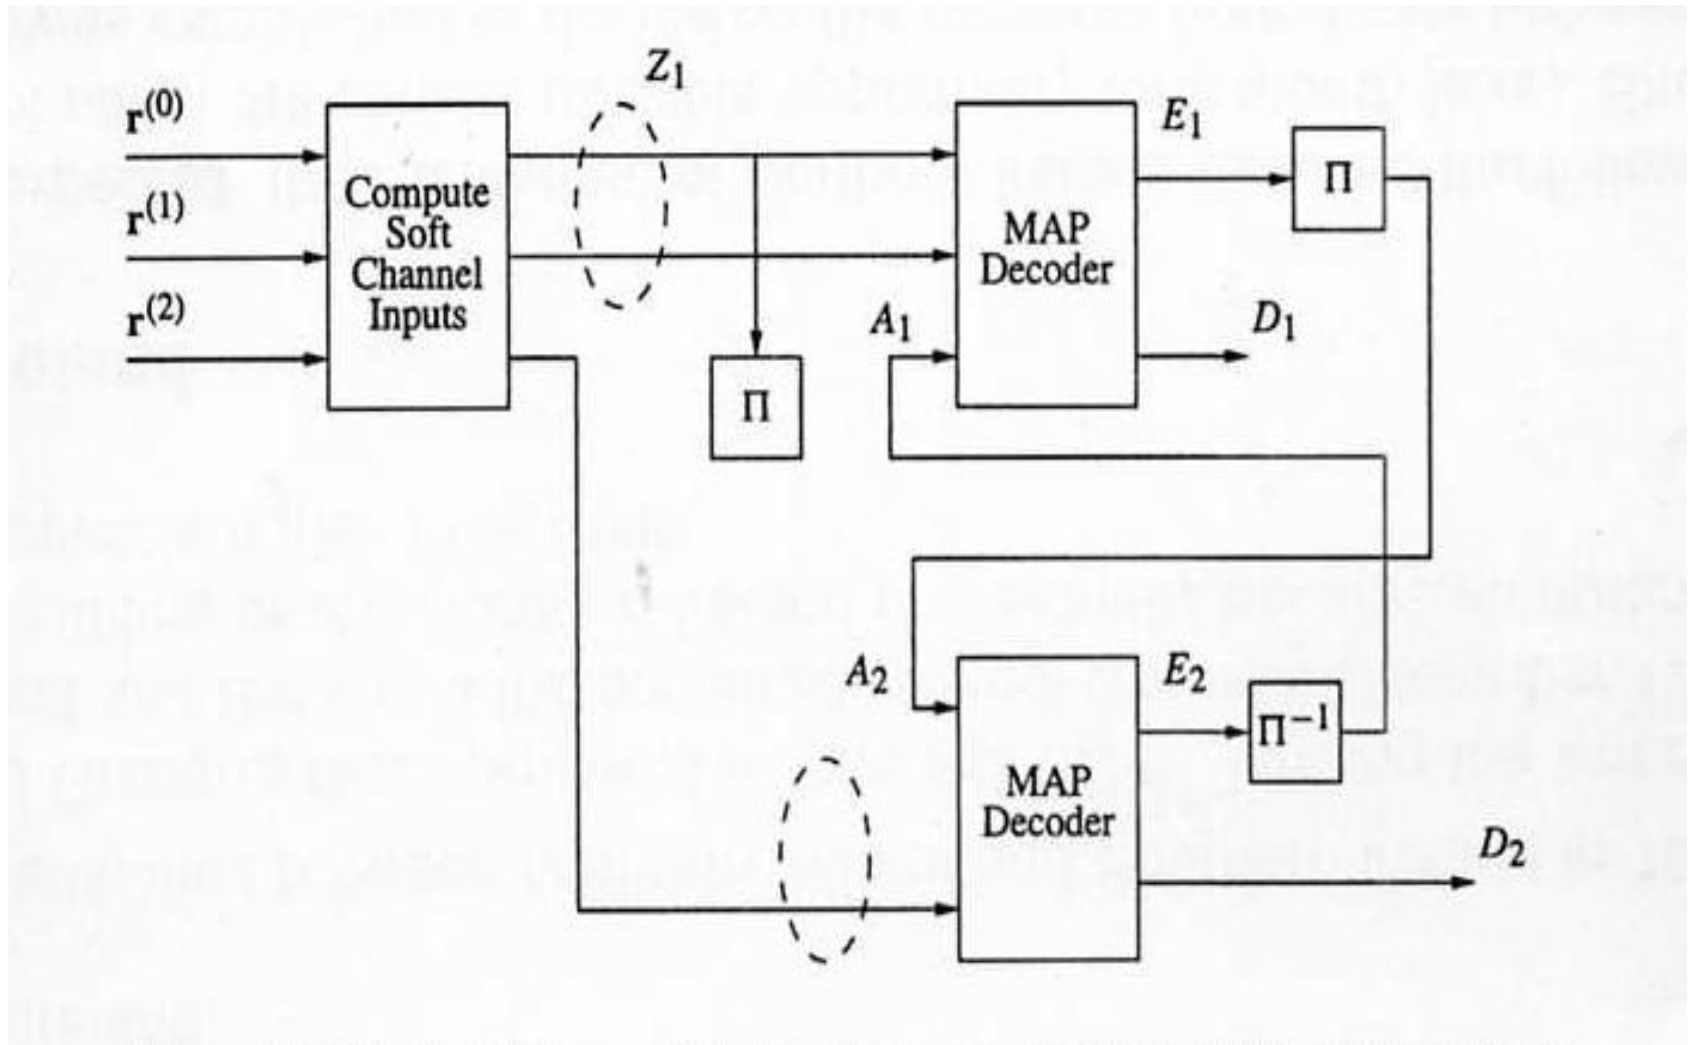 Z₁
r⁽⁰⁾
E₁
Π
Compute
Soft
Channel
Inputs
r⁽¹⁾
MAP
Decoder
r⁽²⁾
A₁
D₁
Π
A₂
E₂
Π⁻¹
MAP
Decoder
D₂